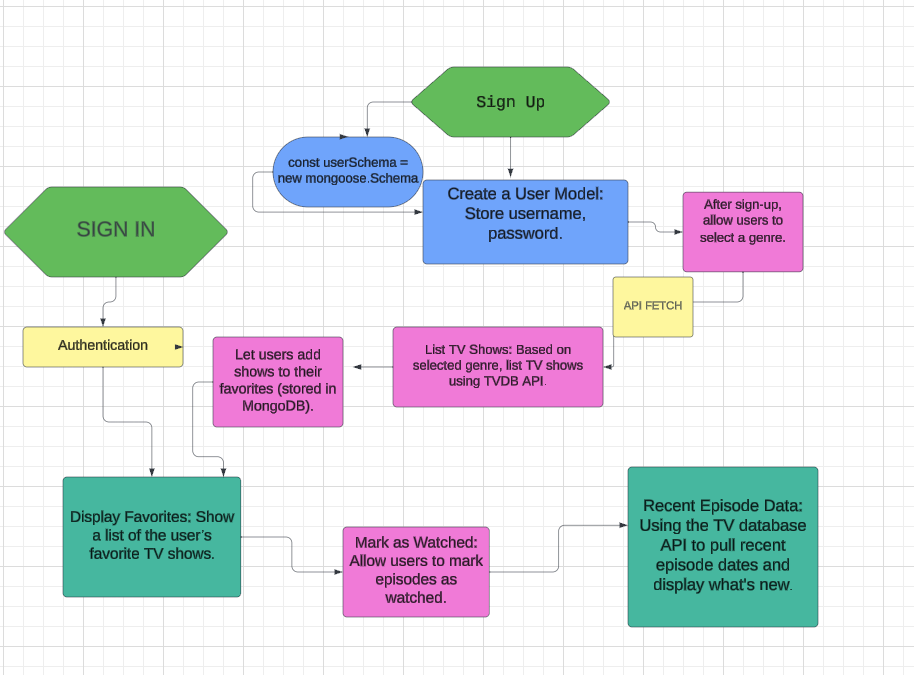 Sign Up
const userSchema =
new mongoose.Schema
Create a User Model:
Store username,
password.
After sign-up,
allow users to
select a genre.
SIGN IN
API FETCH
Authentication
List TV Shows: Based on
selected genre, list TV shows
using TVDB API.
Let users add
shows to their
favorites (stored in
MongoDB).
Display Favorites: Show
a list of the user's
favorite TV shows.
Mark as Watched:
Allow users to mark
episodes as
watched.
Recent Episode Data:
Using the TV database
API to pull recent
episode dates and
display what's new.